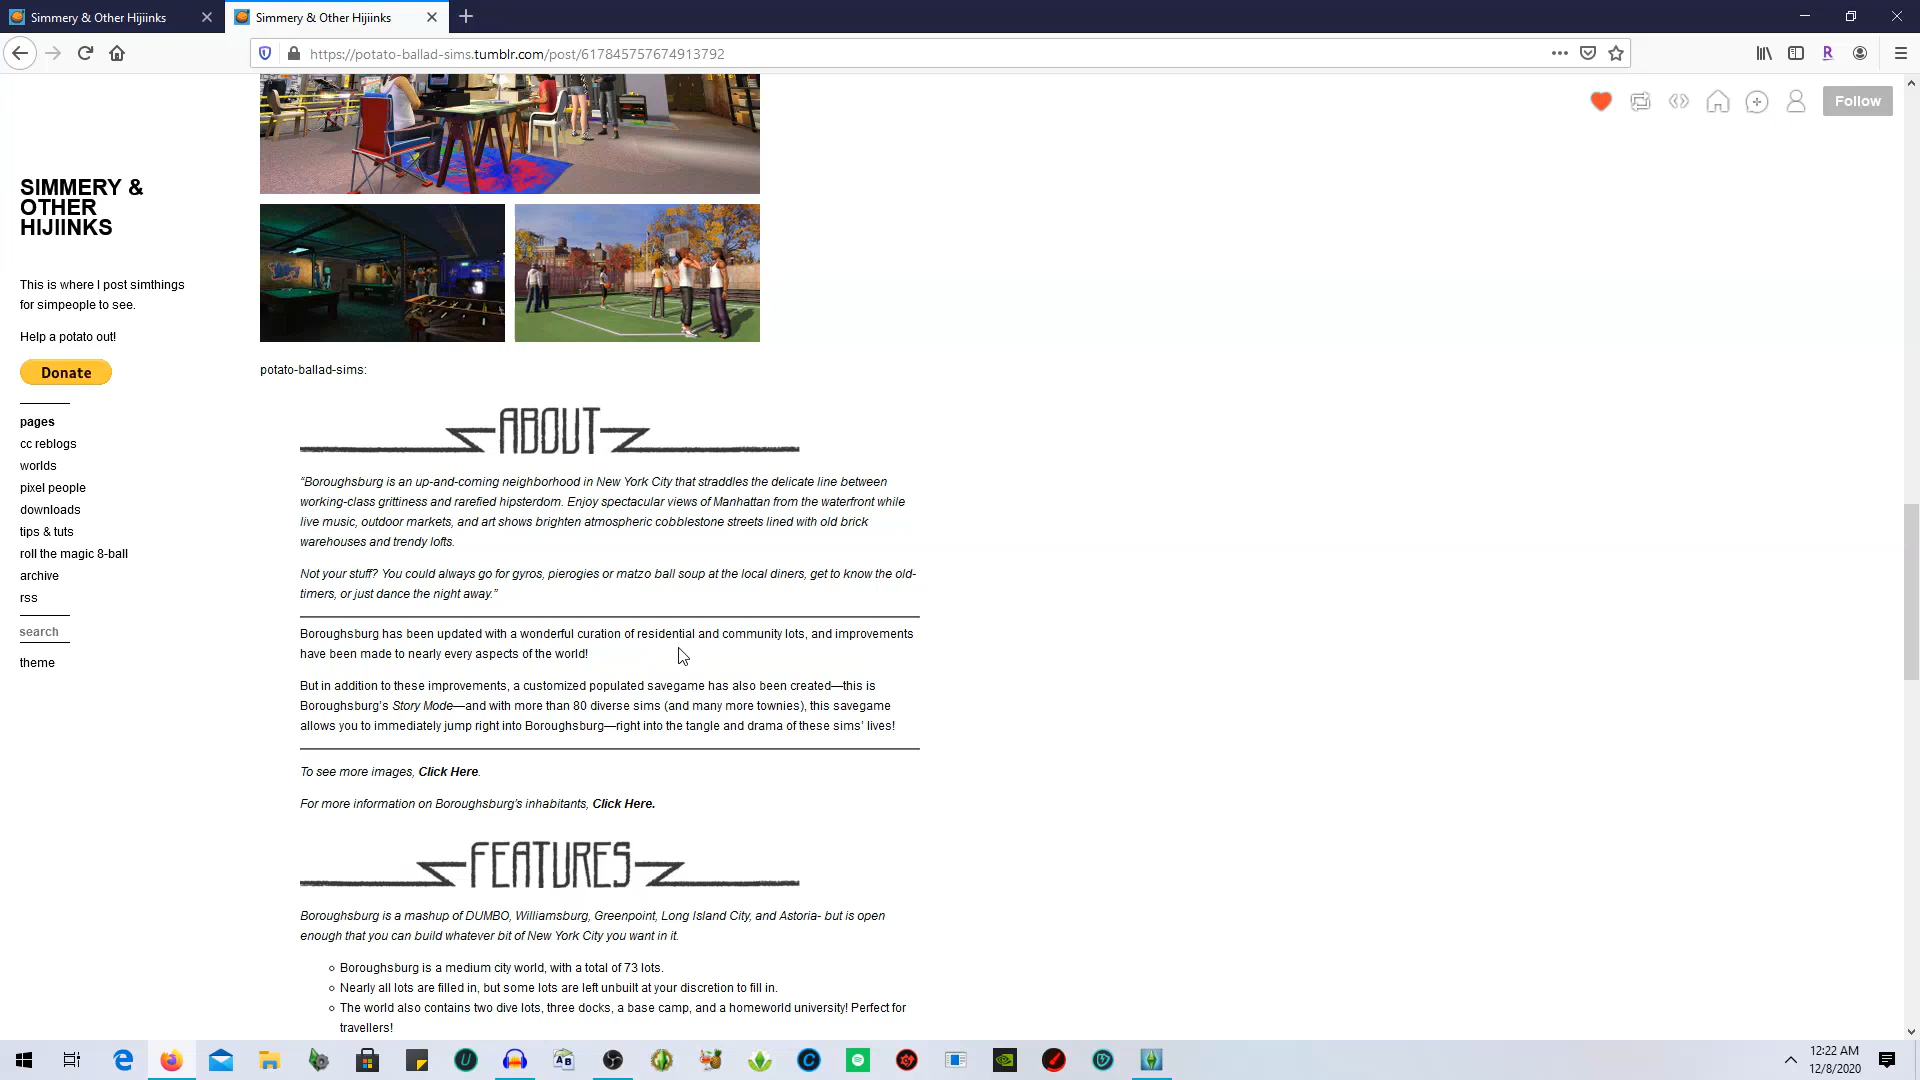 Simmery & Other Hijiinks
Simmery & Other Hijiinks
https://potato-ballad-sims.tumblr.com/post/617845757674913792
Follow
SIMMERY &
OTHER
HIJIINKS
This is where I post simthings
for simpeople to see.
Help a potato out!
Donate
pages
cc reblogs
worlds
pixel people
downloads
tips & tuts
roll the magic 8-ball
archive
rss
search
theme
potato-ballad-sims:
ABOUT
“Boroughsburg is an up-and-coming neighborhood in New York City that straddles the delicate line between
working-class grittiness and rarefied hipsterdom. Enjoy spectacular views of Manhattan from the waterfront while
live music, outdoor markets, and art shows brighten atmospheric cobblestone streets lined with old brick
warehouses and trendy lofts.
Not your stuff? You could always go for gyros, pierogies or matzo ball soup at the local diners, get to know the old-
timers, or just dance the night away.”
Boroughsburg has been updated with a wonderful curation of residential and community lots, and improvements
have been made to nearly every aspects of the world!
But in addition to these improvements, a customized populated savegame has also been created—this is
Boroughsburg’s Story Mode—and with more than 80 diverse sims (and many more townies), this savegame
allows you to immediately jump right into Boroughsburg—right into the tangle and drama of these sims’ lives!
To see more images, Click Here.
For more information on Boroughsburg’s inhabitants, Click Here.
FEATURES
Boroughsburg is a mashup of DUMBO, Williamsburg, Greenpoint, Long Island City, and Astoria- but is open
enough that you can build whatever bit of New York City you want in it.
Boroughsburg is a medium city world, with a total of 73 lots.
Nearly all lots are filled in, but some lots are left unbuilt at your discretion to fill in.
The world also contains two dive lots, three docks, a base camp, and a homeworld university! Perfect for
travellers!
12:22 AM
12/8/2020